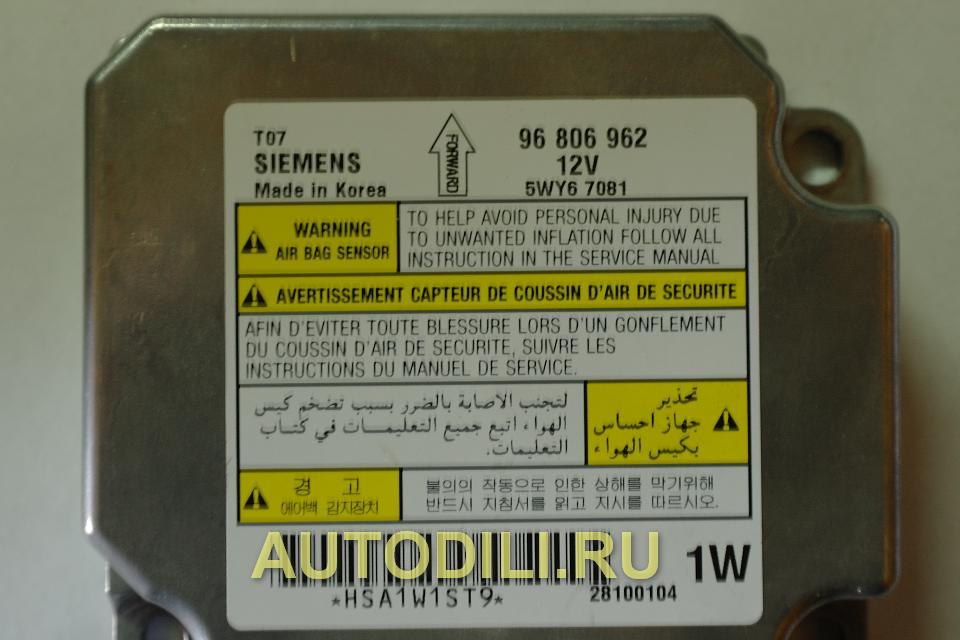 T07
SIEMENS
Made in Korea
FORWARD
96 806 962
12V
5WY6 7081
WARNING
AIR BAG SENSOR
TO HELP AVOID PERSONAL INJURY DUE
TO UNWANTED INFLATION FOLLOW ALL
INSTRUCTION IN THE SERVICE MANUAL
AVERTISSEMENT CAPTEUR DE COUSSIN D'AIR DE SECURITE
AFIN D'EVITER TOUTE BLESSURE LORS D'UN GONFLEMENT
DU COUSSIN D'AIR DE SECURITE, SUIVRE LES
INSTRUCTIONS DU MANUEL DE SERVICE.
تحذير
جهاز احساس
بكيس الهواء
لتجنب الاصابة بالضرر بسبب تضخم كيس
الهواء اتبع جميع التعليمـــات في كتــاب
التعليمات.
경 고
에어백 감지장치
불의의 작동으로 인한 상해를 막기위해
반드시 지침서를 읽고 지시를 따르시오.
AUTODILI.RU
1W
*HSA1W1ST9*
28100104